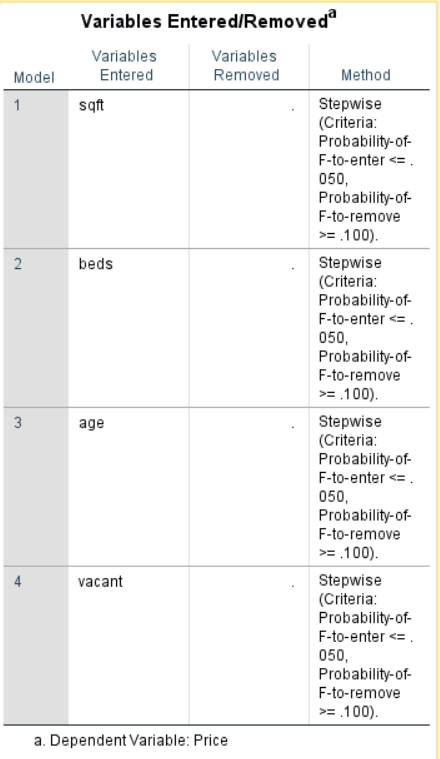 Variables Entered/Removedᵃ
Model Variables Entered Variables Removed Method
1 sqft . Stepwise
(Criteria:
Probability-of-
F-to-enter <= .
050,
Probability-of-
F-to-remove
>= .100).
2 beds . Stepwise
(Criteria:
Probability-of-
F-to-enter <= .
050,
Probability-of-
F-to-remove
>= .100).
3 age . Stepwise
(Criteria:
Probability-of-
F-to-enter <= .
050,
Probability-of-
F-to-remove
>= .100).
4 vacant . Stepwise
(Criteria:
Probability-of-
F-to-enter <= .
050,
Probability-of-
F-to-remove
>= .100).
a. Dependent Variable: Price